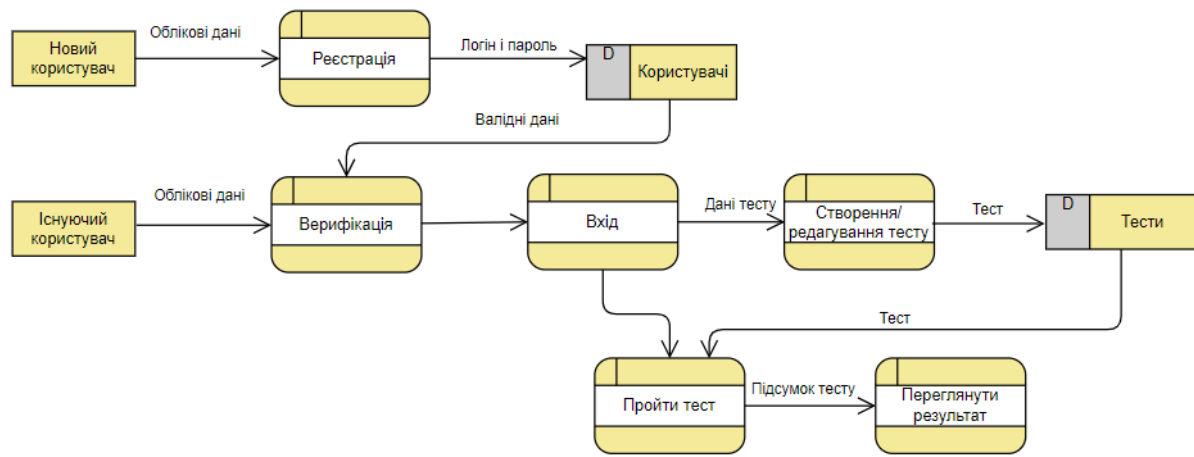 Облікові дані
Новий
користувач
Реєстрація
Логін і пароль
D
Користувачі
Валідні дані
Облікові дані
Існуючий
користувач
Верифікація
Вхід
Дані тесту
Створення/
редагування тесту
Тест
D
Тести
Тест
Пройти тест
Підсумок тесту
Переглянути
результат